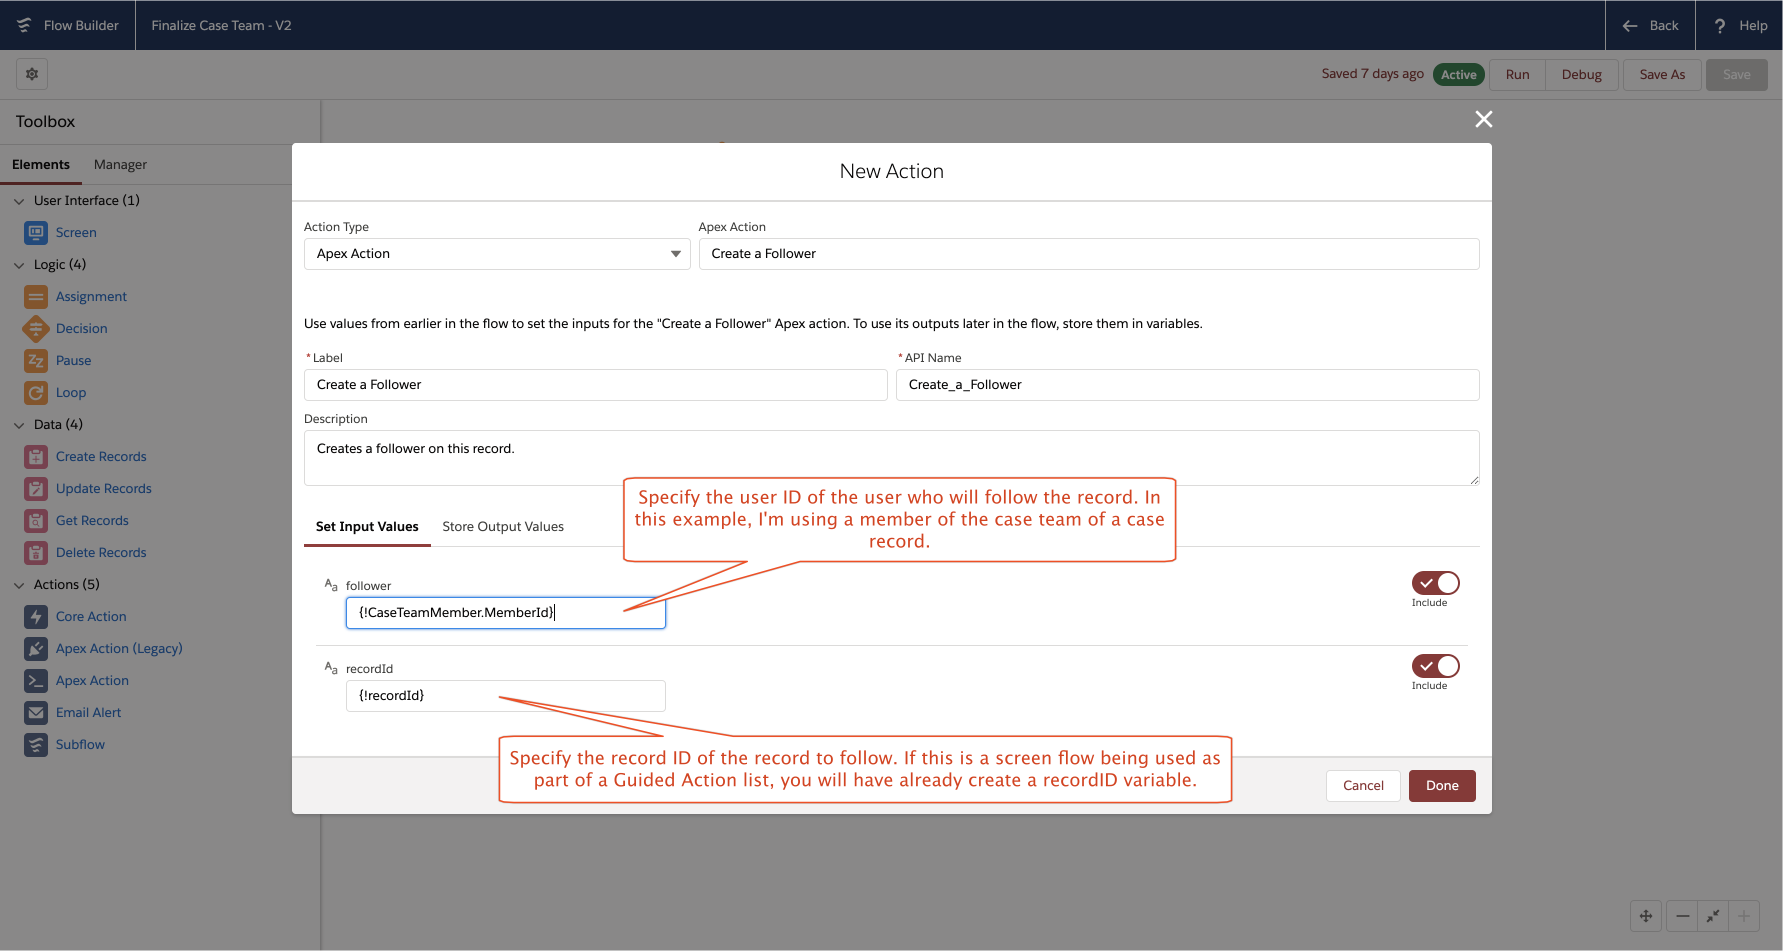 Flow Builder
Finalize Case Team - V2
Back
? Help
Saved 7 days ago
Active
Run
Debug
Save As
Save
Toolbox
Elements
Manager
User Interface (1)
Screen
Logic (4)
Assignment
Decision
Pause
Loop
Data (4)
Create Records
Update Records
Get Records
Delete Records
Actions (5)
Core Action
Apex Action (Legacy)
Apex Action
Email Alert
Subflow
New Action
Action Type
Apex Action
Apex Action
Create a Follower
Use values from earlier in the flow to set the inputs for the "Create a Follower" Apex action. To use its outputs later in the flow, store them in variables.
* Label
Create a Follower
* API Name
Create_a_Follower
Description
Creates a follower on this record.
Specify the user ID of the user who will follow the record. In
this example, I'm using a member of the case team of a case
record.
Set Input Values
Store Output Values
Aa follower
{!CaseTeamMember.MemberId}
Include
Aa recordId
{!recordId}
Include
Specify the record ID of the record to follow. If this is a screen flow being used as
part of a Guided Action list, you will have already create a recordID variable.
Cancel
Done